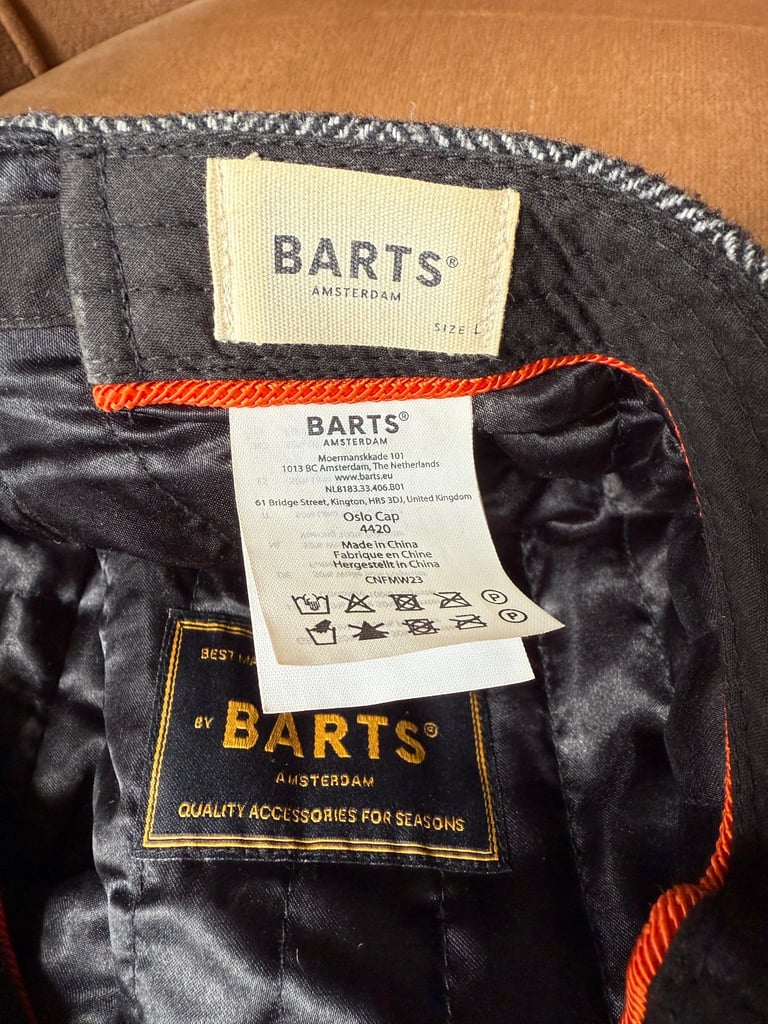 BARTS®
AMSTERDAM
SIZE L
BARTS®
AMSTERDAM
Moermanskkade 101
1013 BC Amsterdam, The Netherlands
www.barts.eu
NL8183.33.406.B01
61 Bridge Street, Kington, HR5 3DJ, United Kingdom
Oslo Cap
4420
Made in China
Fabriqué en Chine
Hergestellt in China
CNFMW23
P
P
BEST
BY BARTS®
AMSTERDAM
QUALITY ACCESSORIES FOR SEASONS